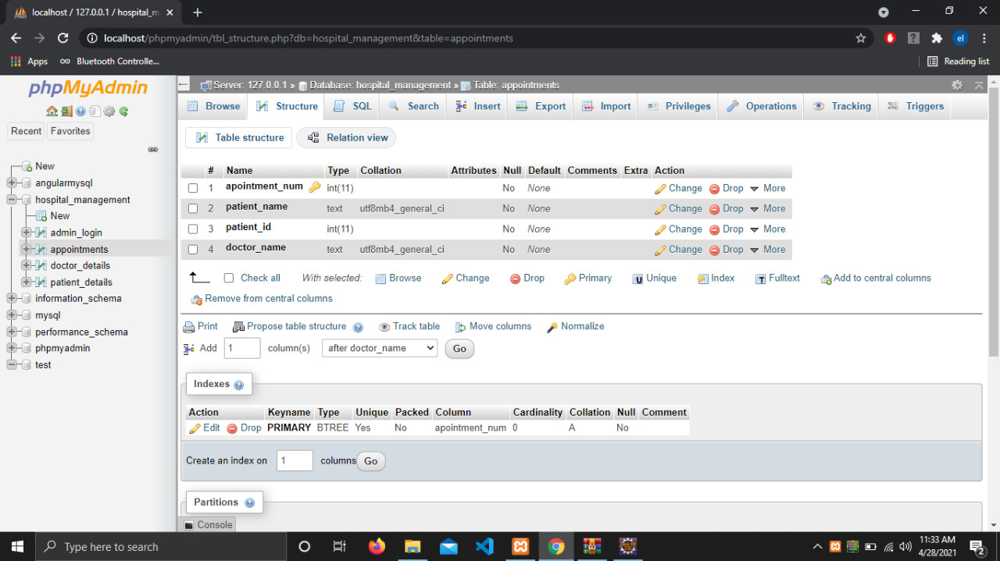 localhost / 127.0.0.1 / hospital_m
localhost/phpmyadmin/tbl_structure.php?db=hospital_management&table=appointments
el
Apps Bluetooth Controlle... Reading list
phpMyAdmin
Server: 127.0.0.1 » Database: hospital_management » Table: appointments
Browse Structure SQL Search Insert Export Import Privileges Operations Tracking Triggers
Recent Favorites
New
angularmysql
hospital_management
New
admin_login
appointments
doctor_details
patient_details
information_schema
mysql
performance_schema
phpmyadmin
test
Table structure Relation view
# Name Type Collation Attributes Null Default Comments Extra Action
1 apointment_num int(11) No None Change Drop More
2 patient_name text utf8mb4_general_ci No None Change Drop More
3 patient_id int(11) No None Change Drop More
4 doctor_name text utf8mb4_general_ci No None Change Drop More
Check all With selected: Browse Change Drop Primary Unique Index Fulltext Add to central columns
Remove from central columns
Print Propose table structure Track table Move columns Normalize
Add 1 column(s) after doctor_name Go
Indexes
Action Keyname Type Unique Packed Column Cardinality Collation Null Comment
Edit Drop PRIMARY BTREE Yes No apointment_num 0 A No
Create an index on 1 columns Go
Partitions
Console
Type here to search
11:33 AM
4/28/2021
2